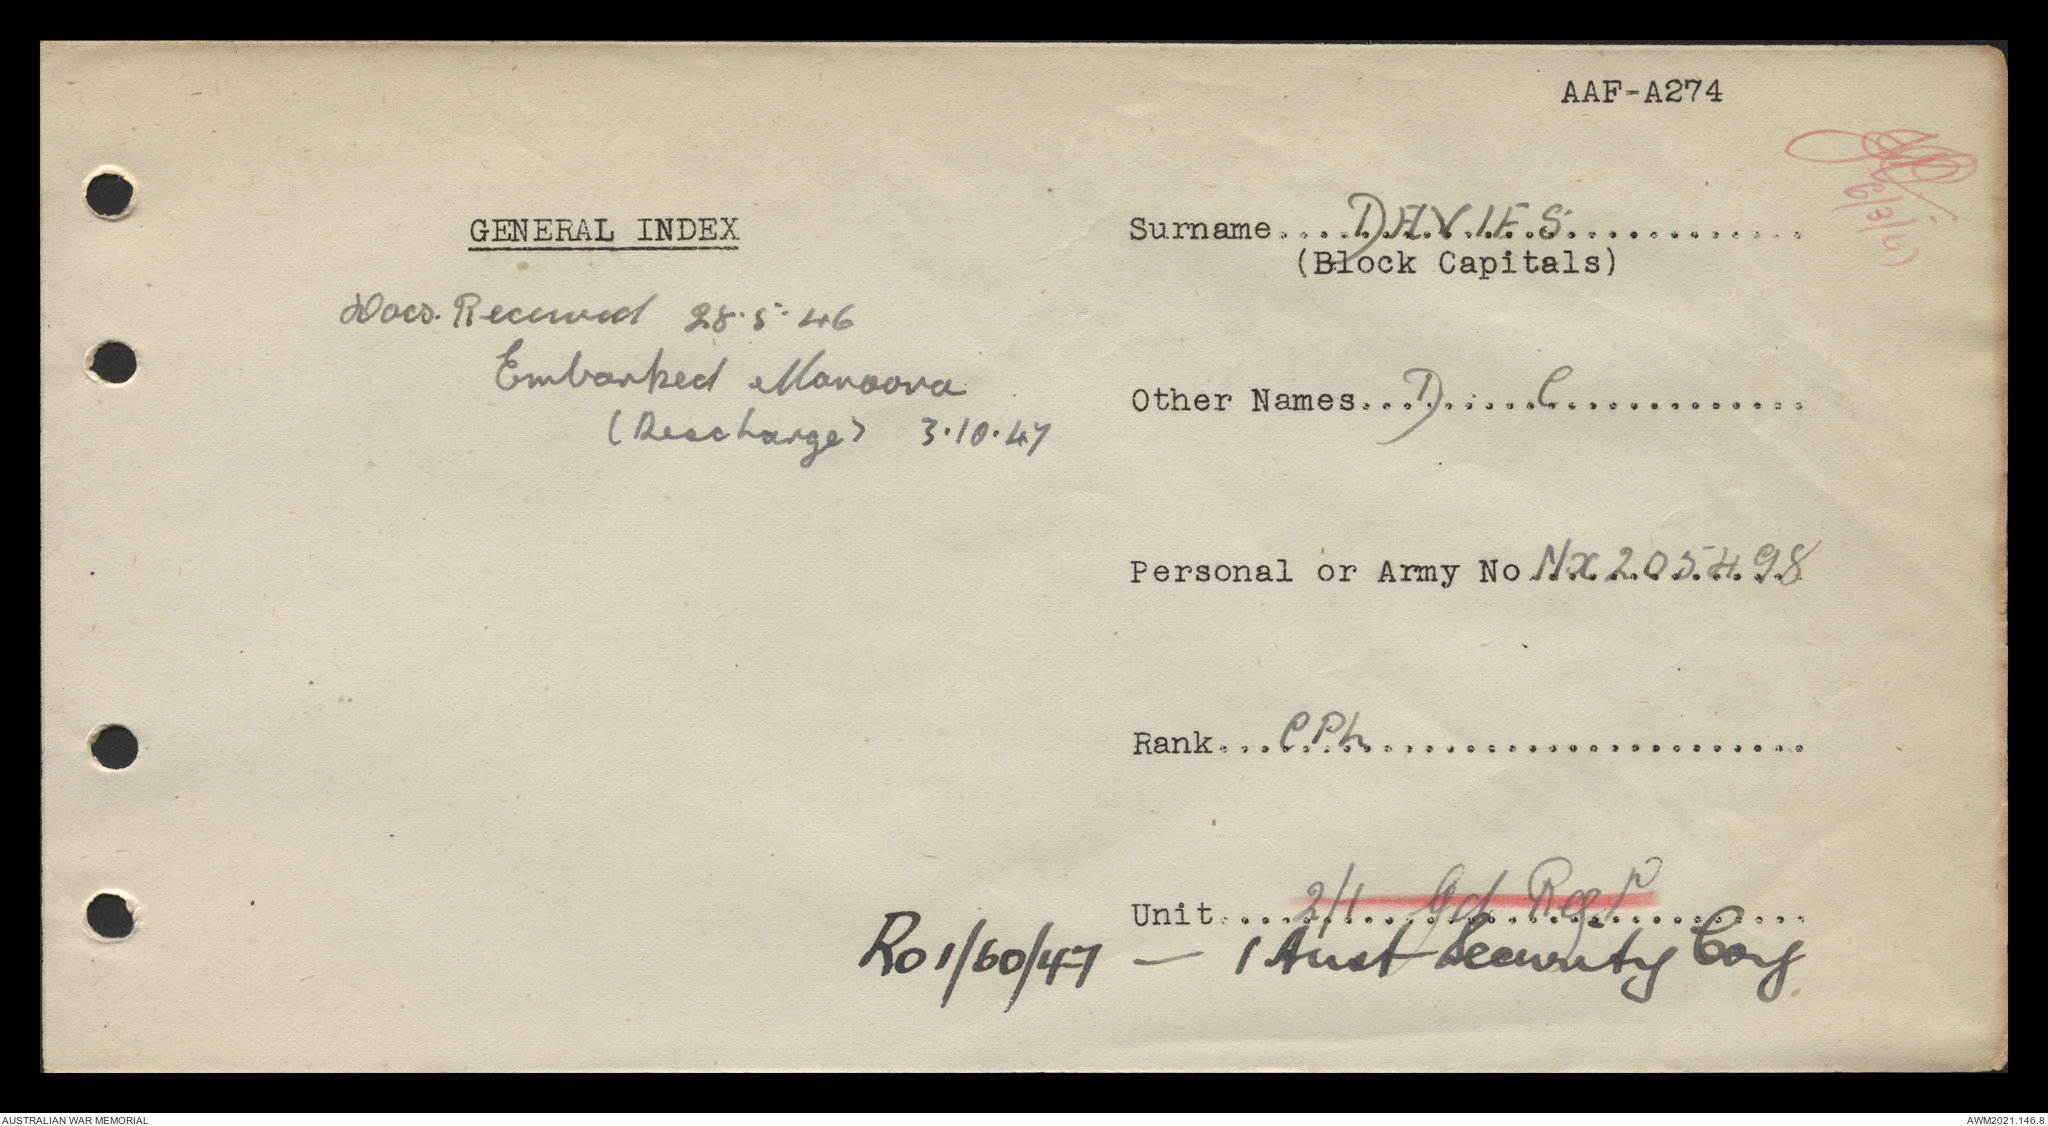 AAF-A274
GENERAL INDEX
Docs. Received 28.5.46
Embarked Manoora
(Discharge) 3.10.47
Surname....DAVIES............
(Block Capitals)
Other Names...D.....C............
Personal or Army No NX205498
Rank...CPL......................
Unit....2/1 Gd Regt..........
RO 1/60/47 — 1 Aust Security Coy
AUSTRALIAN WAR MEMORIAL
AWM2021.146.8